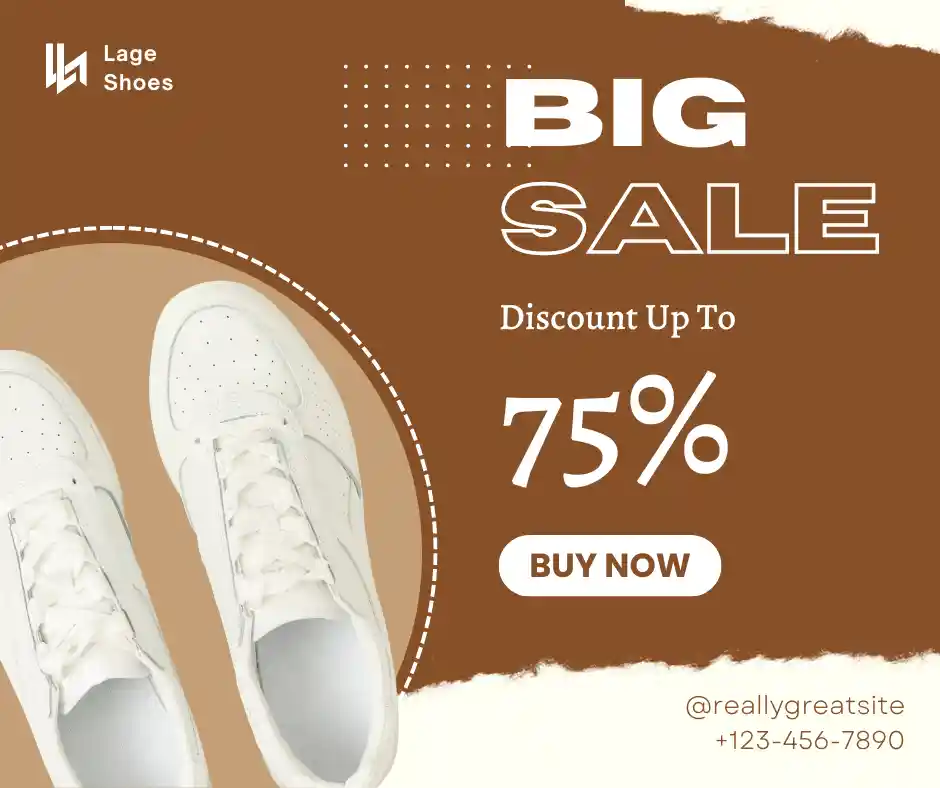 Lage
Shoes
BIG
SALE
Discount Up To
75%
BUY NOW
@reallygreatsite
+123-456-7890